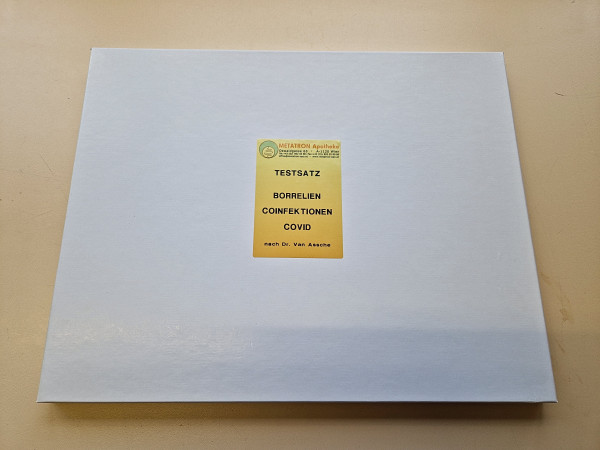 METATRON Apotheke
TESTSATZ
BORRELIEN
COINFEKTIONEN
COVID
nach Dr. Van Assche